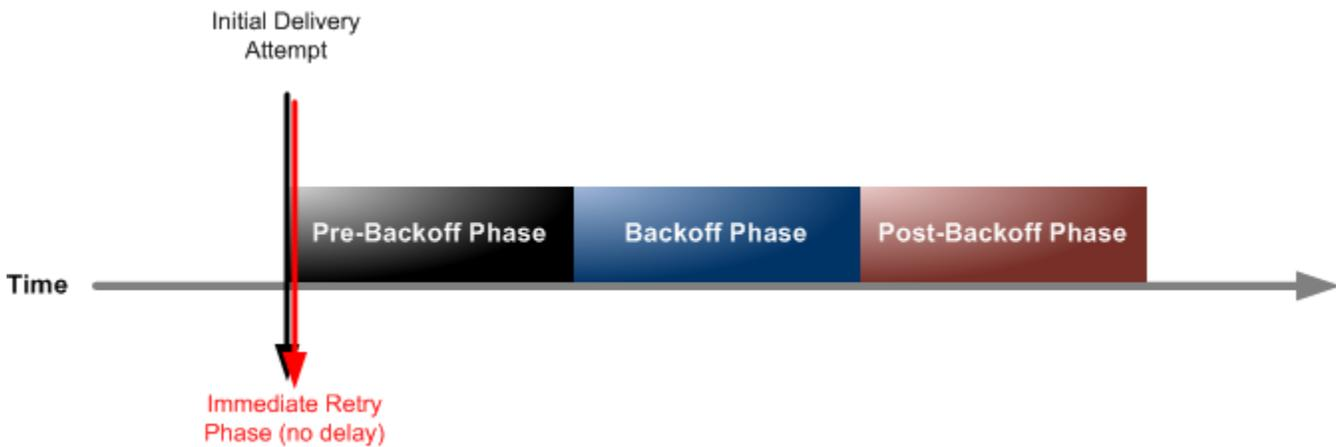 Initial Delivery
Attempt
Pre-Backoff Phase
Backoff Phase
Post-Backoff Phase
Time
Immediate Retry
Phase (no delay)